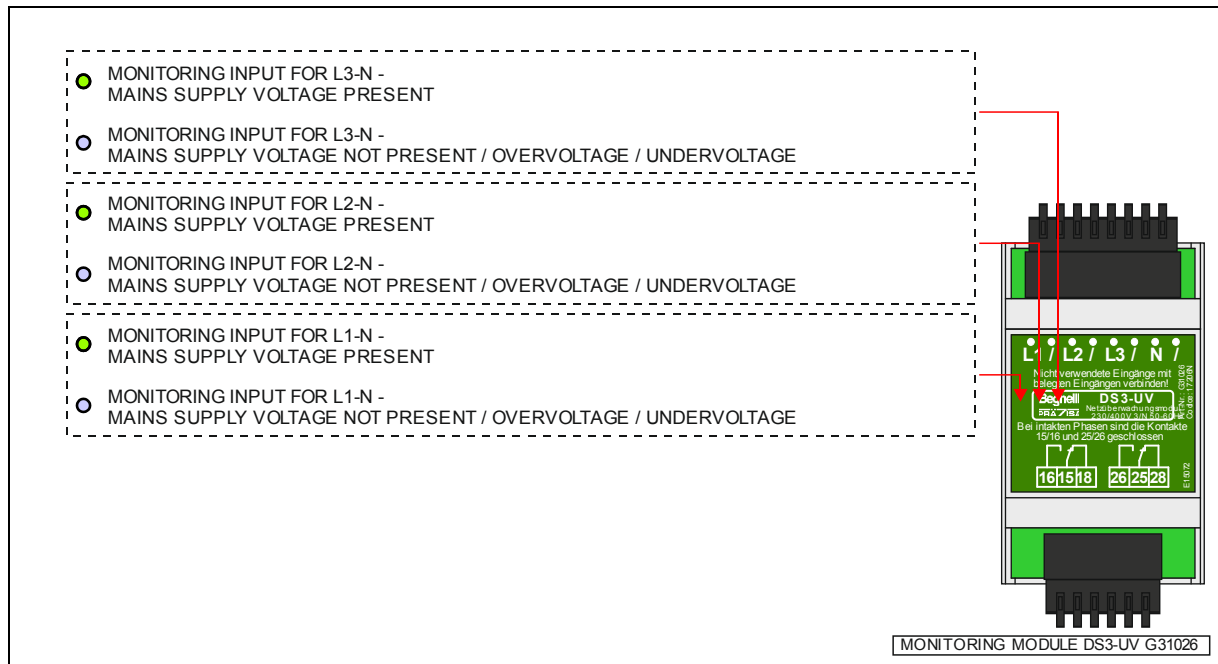 MONITORING INPUT FOR L3-N -
MAINS SUPPLY VOLTAGE PRESENT
MONITORING INPUT FOR L3-N -
MAINS SUPPLY VOLTAGE NOT PRESENT / OVERVOLTAGE / UNDERVOLTAGE
MONITORING INPUT FOR L2-N -
MAINS SUPPLY VOLTAGE PRESENT
MONITORING INPUT FOR L2-N -
MAINS SUPPLY VOLTAGE NOT PRESENT / OVERVOLTAGE / UNDERVOLTAGE
MONITORING INPUT FOR L1-N -
MAINS SUPPLY VOLTAGE PRESENT
MONITORING INPUT FOR L1-N -
MAINS SUPPLY VOLTAGE NOT PRESENT / OVERVOLTAGE / UNDERVOLTAGE
L1 / L2 / L3 / N /
Nicht verwendete Eingänge mit
belegten Eingängen verbinden!
DS3-UV
Netzüberwachungsmodul
230/400V 3/N 50-60Hz
G31026
Bei intakten Phasen sind die Kontakte
15/16 und 25/26 geschlossen
16 15 18 26 25 28
E15072
MONITORING MODULE DS3-UV G31026